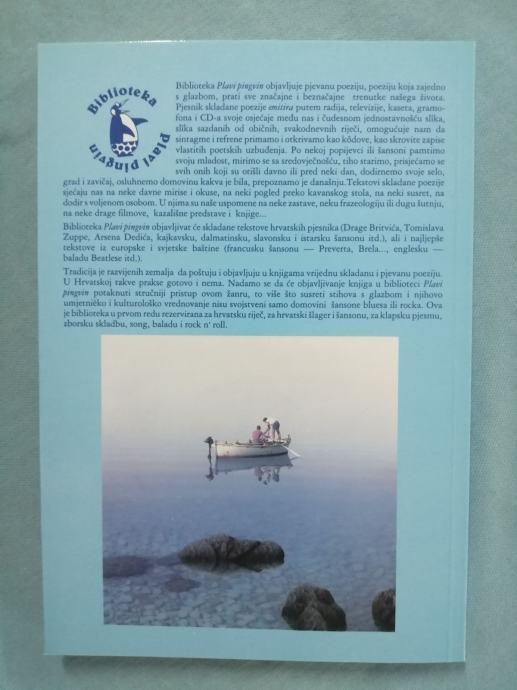 Biblioteka
plavi pingvin
Biblioteka Plavi pingvin objavljuje pjevanu poeziju, poeziju koja zajedno
s glazbom, prati sve značajne i beznačajne trenutke našega života.
Pjesnik skladane poezije emitira putem radija, televizije, kaseta, gramo-
fona i CD-a svoje osjećaje među nas i čudesnom jednostavnošću slika,
slika sazdanih od običnih, svakodnevnih riječi, omogućuje nam da
sintagme i refrene primamo i otkrivamo kao kôdove, kao skrovite zapise
vlastitih poetskih uzbuđenja. Po nekoj popijevci ili šansoni pamtimo
svoju mladost, mirimo se sa sredovječnošću, tiho starimo, prisjećamo se
svih onih koji su otišli davno ili pred neki dan, dodirnemo svoje selo,
grad i zavičaj, osluhnemo domovinu kakva je bila, prepoznamo je današnju.Tekstovi skladane poezije
sjećaju nas na neke davne mirise i okuse, na neki pogled preko kavanskog stola, na neki susret, na
dodir s voljenom osobom. U njima su naše uspomene na neke zastave, neku frazeologiju ili dugu šutnju,
na neke drage filmove, kazališne predstave i knjige...
Biblioteka Plavi pingvin objavljivat će skladane tekstove hrvatskih pjesnika (Drage Britvića, Tomislava
Zuppe, Arsena Dedića, kajkavsku, dalmatinsku, slavonsku i istarsku šansonu itd.), ali i najljepše
tekstove iz europske i svjetske baštine (francusku šansonu — Preverta, Brela..., englesku —
baladu Beatlese itd.).
Tradicija je razvijenih zemalja da poštuju i objavljuju u knjigama vrijednu skladanu i pjevanu poeziju.
U Hrvatskoj takve prakse gotovo i nema. Nadamo se da će objavljivanje knjiga u biblioteci Plavi
pingvin potaknuti stručniji pristup ovom žanru, to više što susreti stihova s glazbom i njihovo
umjetničko i kulturološko vrednovanje nisu svojstveni samo domovini šansone bluesa ili rocka. Ova
je biblioteka u prvom redu rezervirana za hrvatsku riječ, za hrvatski šlager i šansonu, za klapsku pjesmu,
zborsku skladbu, song, baladu i rock n' roll.